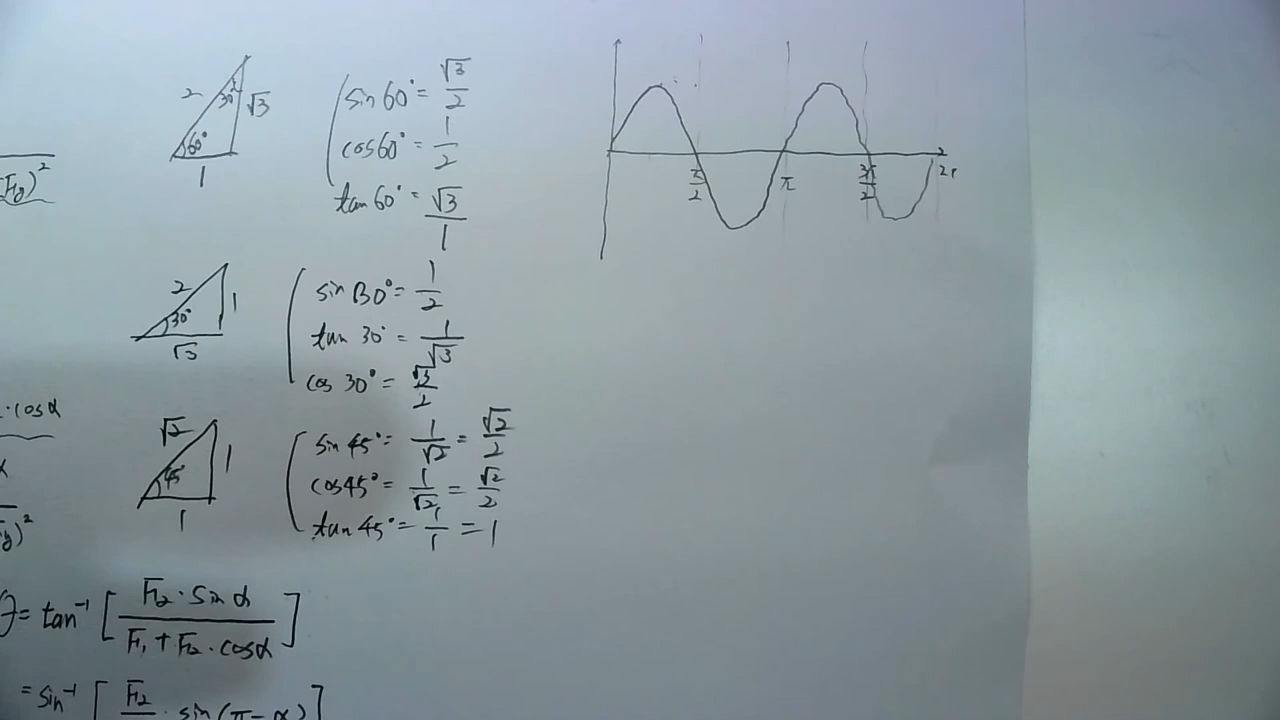 2 30° √3
60°
1
sin 60° = √3/2
cos 60° = 1/2
tan 60° = √3/1
2 1
30°
√3
sin 30° = 1/2
tan 30° = 1/√3
cos 30° = √3/2
√2 1
45°
1
sin 45° = 1/√2 = √2/2
cos 45° = 1/√2 = √2/2
tan 45° = 1/1 = 1
π/2 π 3π/2
· cos α
= tan⁻¹ [ F₂ · sin α / F₁ + F₂ · cos α ]
= sin⁻¹ [ F₂ / · sin (π - α) ]